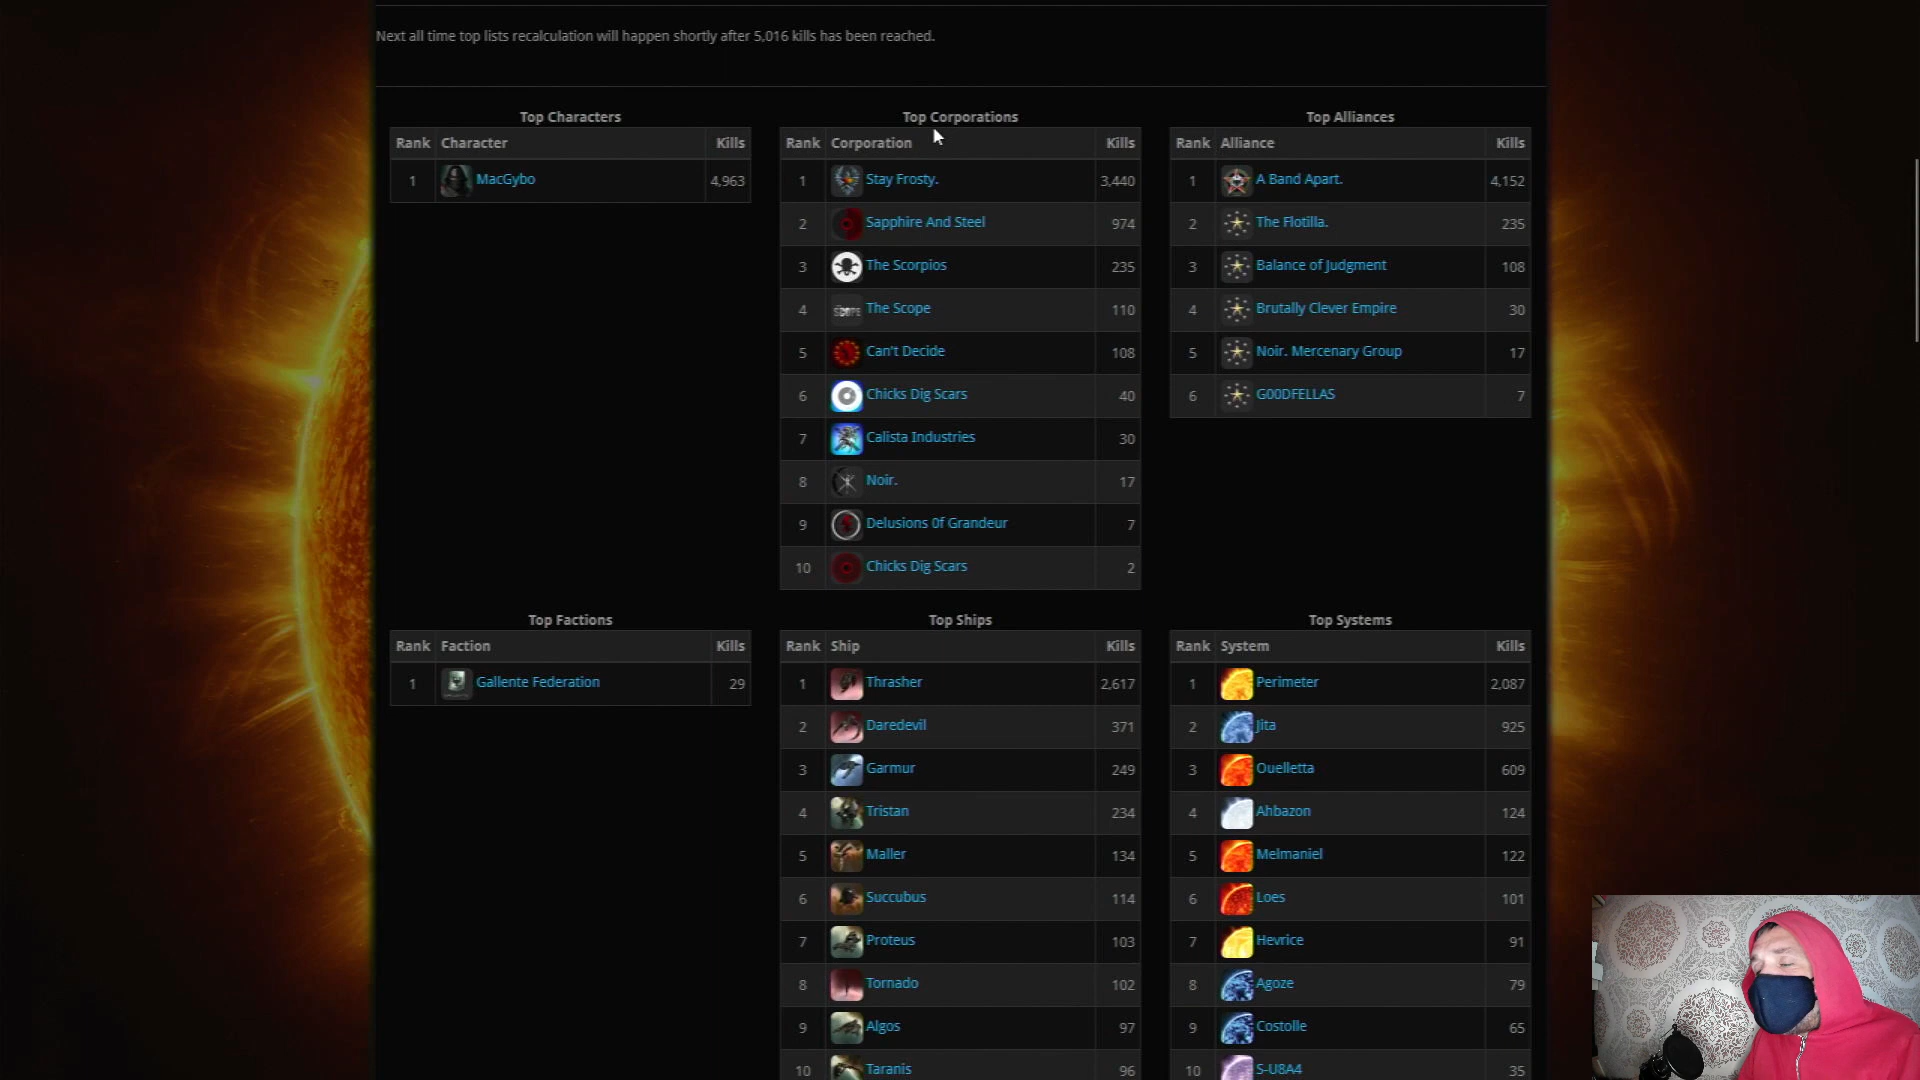 Next all time top lists recalculation will happen shortly after 5,016 kills has been reached.
Top Characters
Rank Character Kills
1 MacGybo 4,963
Top Corporations
Rank Corporation Kills
1 Stay Frosty. 3,440
2 Sapphire And Steel 974
3 The Scorpios 235
4 The Scope 110
5 Can't Decide 108
6 Chicks Dig Scars 40
7 Calista Industries 30
8 Noir. 17
9 Delusions 0f Grandeur 7
10 Chicks Dig Scars 2
Top Alliances
Rank Alliance Kills
1 A Band Apart. 4,152
2 The Flotilla. 235
3 Balance of Judgment 108
4 Brutally Clever Empire 30
5 Noir. Mercenary Group 17
6 G00DFELLAS 7
Top Factions
Rank Faction Kills
1 Gallente Federation 29
Top Ships
Rank Ship Kills
1 Thrasher 2,617
2 Daredevil 371
3 Garmur 249
4 Tristan 234
5 Maller 134
6 Succubus 114
7 Proteus 103
8 Tornado 102
9 Algos 97
10 Taranis 96
Top Systems
Rank System Kills
1 Perimeter 2,087
2 Jita 925
3 Ouelletta 609
4 Ahbazon 124
5 Melmaniel 122
6 Loes 101
7 Hevrice 91
8 Agoze 79
9 Costolle 65
10 S-U8A4 35